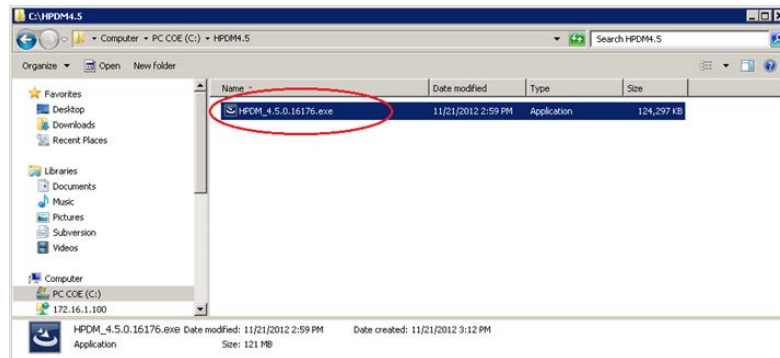 C:\HPDM4.5
Computer PC COE (C:) HPDM4.5
Search HPDM4.5
Organize Open New folder
Name Date modified Type Size
Favorites
Desktop
Downloads
Recent Places
Libraries
Documents
Music
Pictures
Subversion
Videos
Computer
PC COE (C:)
172.16.1.100
HPDM_4.5.0.16176.exe 11/21/2012 2:59 PM Application 124,297 KB
HPDM_4.5.0.16176.exe Date modified: 11/21/2012 2:59 PM Date created: 11/21/2012 3:12 PM
Application Size: 121 MB